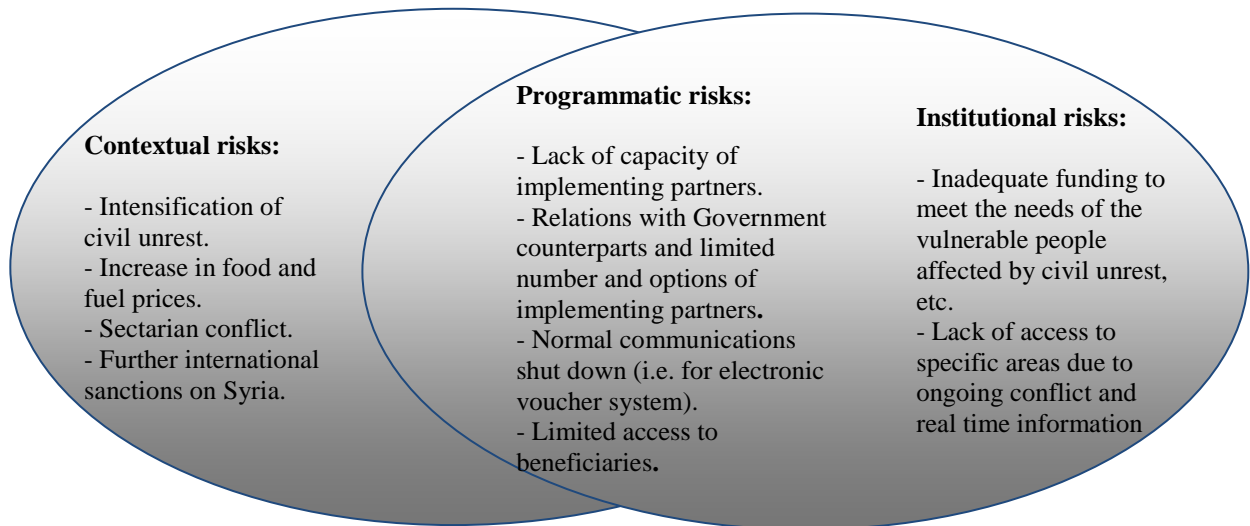 Contextual risks:
- Intensification of
civil unrest.
- Increase in food and
fuel prices.
- Sectarian conflict.
- Further international
sanctions on Syria.
Programmatic risks:
- Lack of capacity of
implementing partners.
- Relations with Government
counterparts and limited
number and options of
implementing partners.
- Normal communications
shut down (i.e. for electronic
voucher system).
- Limited access to
beneficiaries.
Institutional risks:
- Inadequate funding to
meet the needs of the
vulnerable people
affected by civil unrest,
etc.
- Lack of access to
specific areas due to
ongoing conflict and
real time information